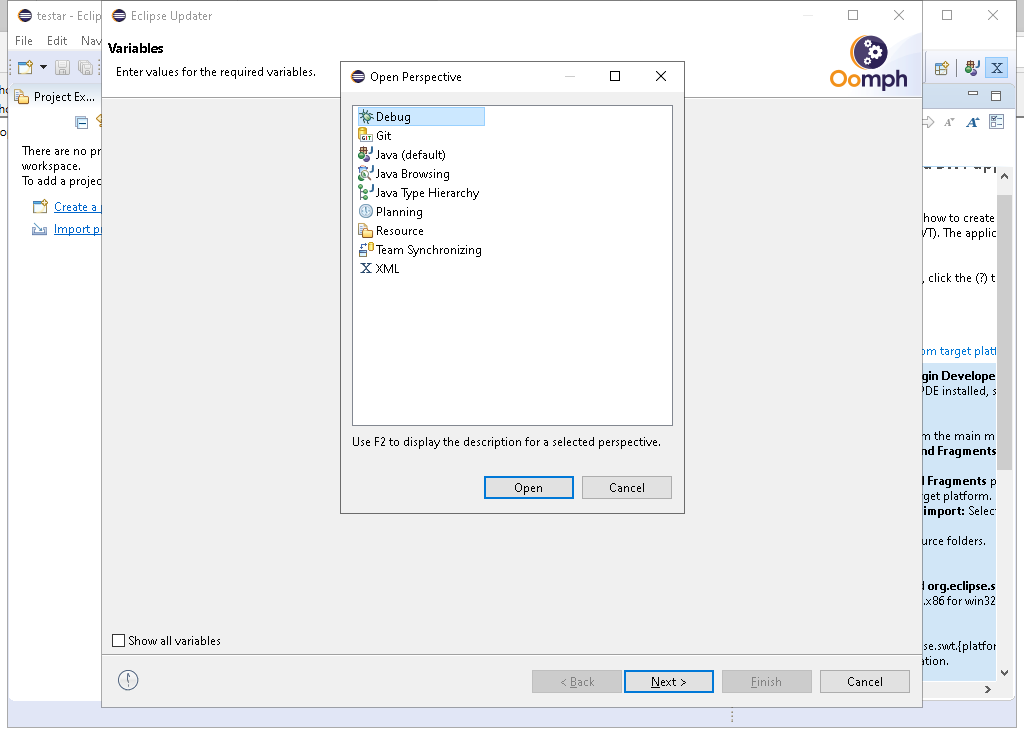 testar - Eclip
Eclipse Updater
File Edit Nav
Variables
Enter values for the required variables.
Oomph
Project Ex...
There are no pr
workspace.
To add a projec
Create a
Import pr
Open Perspective
Debug
Git
Java (default)
Java Browsing
Java Type Hierarchy
Planning
Resource
Team Synchronizing
XML
Use F2 to display the description for a selected perspective.
Open Cancel
how to create
VT). The applic
, click the (?) t
om target platf
gin Develope
PDE installed, s
m the main m
nd Fragments
d Fragments p
rget platform.
import: Selec
urce folders.
d org.eclipse.s
.x86 for win32
se.swt.{platfor
ation.
Show all variables
< Back Next > Finish Cancel